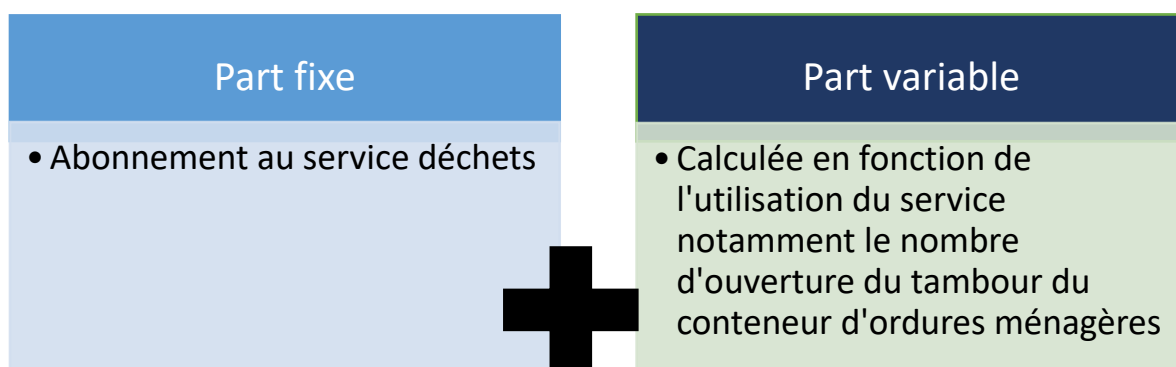 Part fixe
• Abonnement au service déchets
Part variable
• Calculée en fonction de
l'utilisation du service
notamment le nombre
d'ouverture du tambour du
conteneur d'ordures ménagères